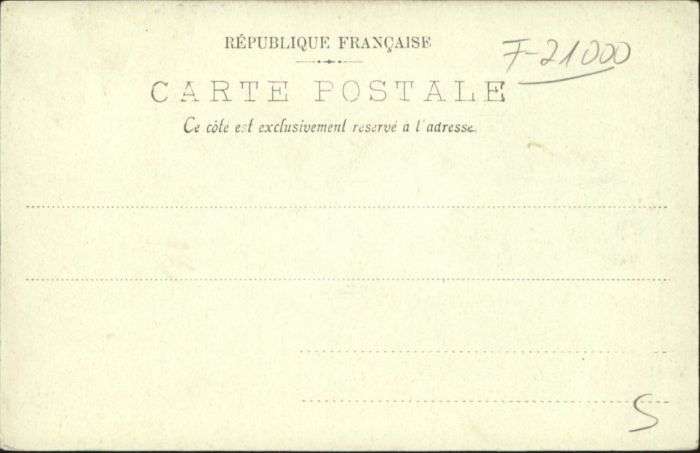 RÉPUBLIQUE FRANÇAISE
F-21000
CARTE POSTALE
Ce côté est exclusivement reservé à l'adresse.
S